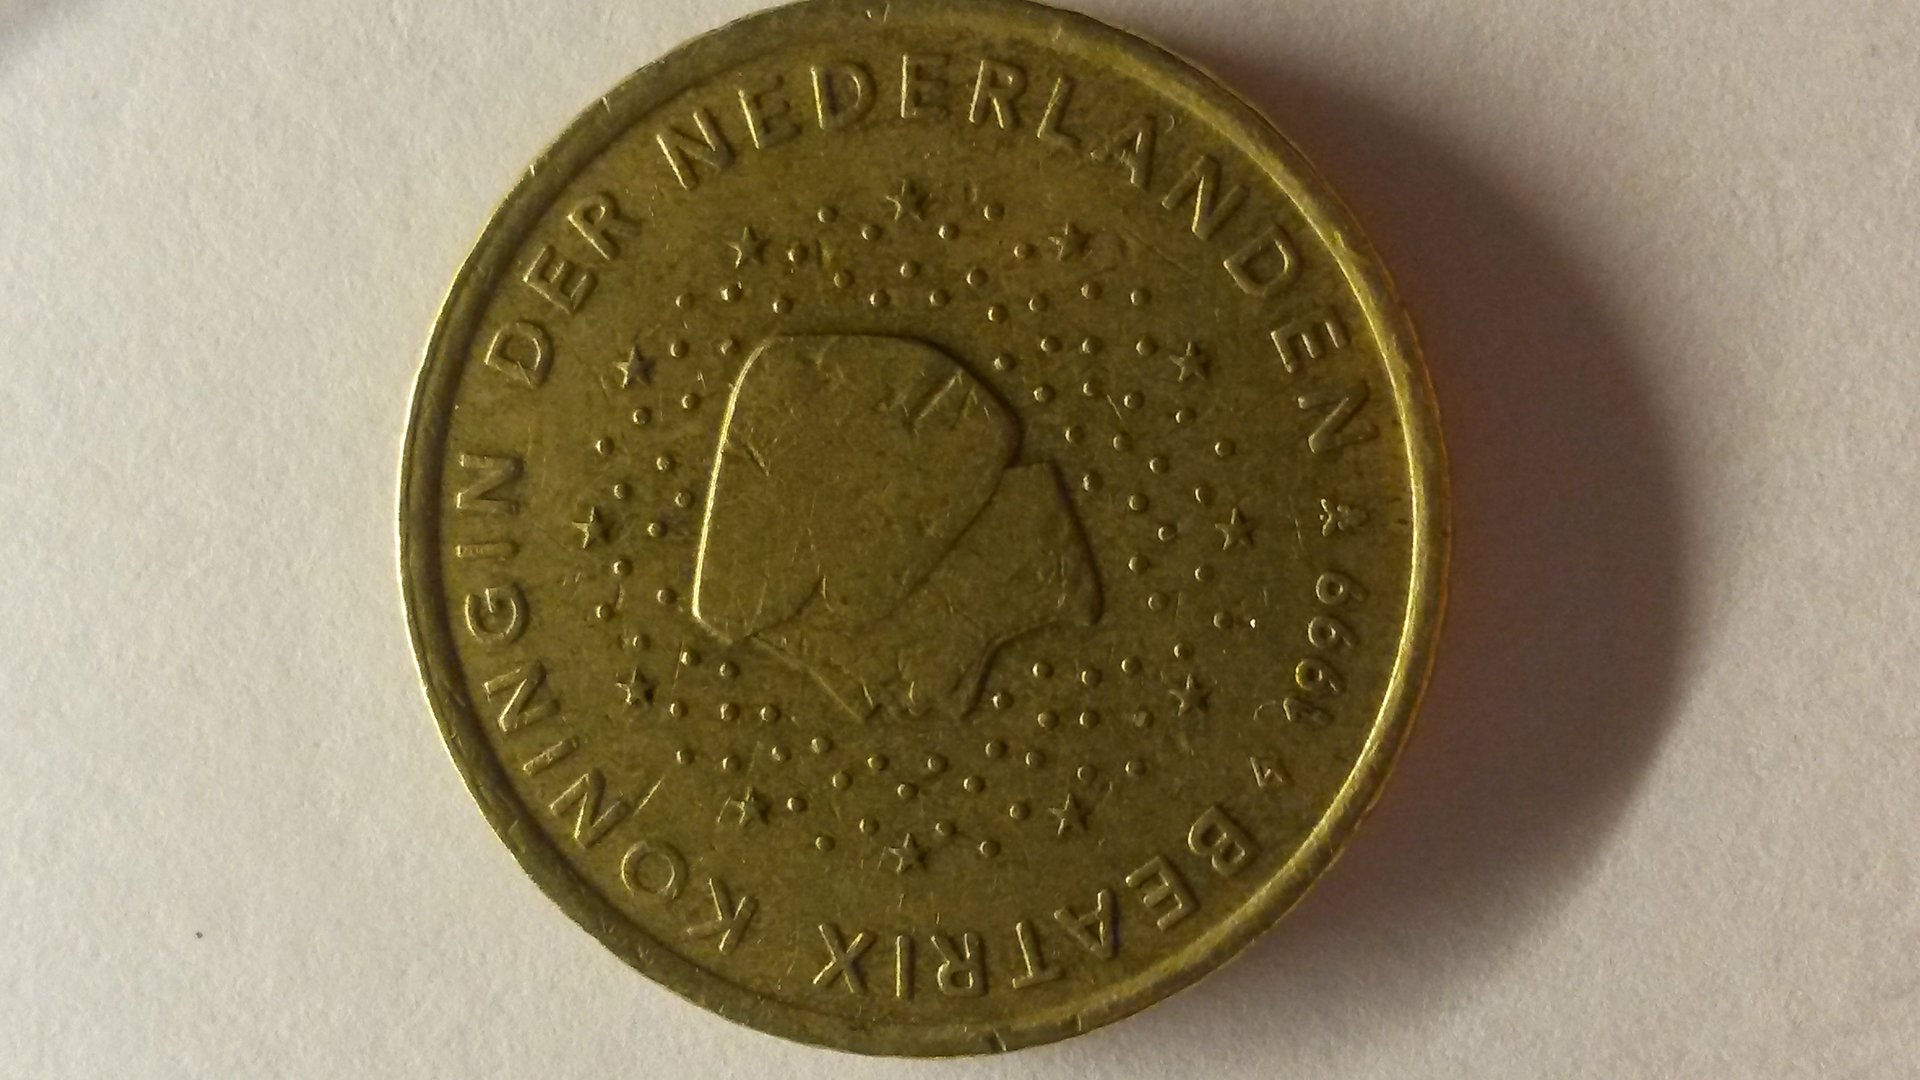 BEATRIX KONINGIN DER NEDERLANDEN
1999